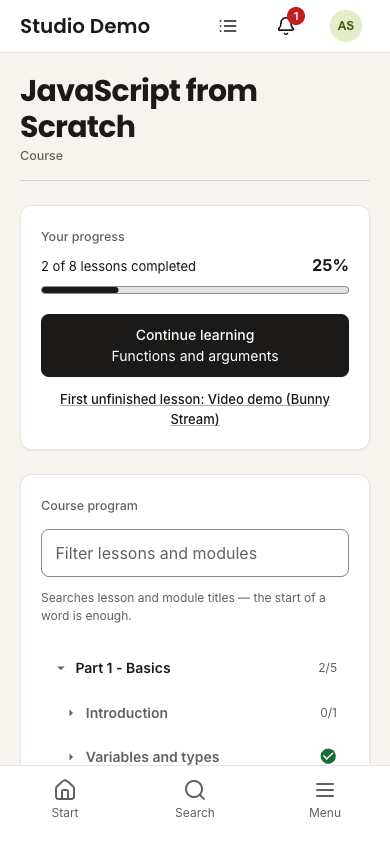 Studio Demo
1
AS
JavaScript from
Scratch
Course
Your progress
2 of 8 lessons completed
25%
Continue learning
Functions and arguments
First unfinished lesson: Video demo (Bunny
Stream)
Course program
Filter lessons and modules
Searches lesson and module titles — the start of a
word is enough.
Part 1 - Basics
2/5
Introduction
0/1
Variables and types
Start
Search
Menu